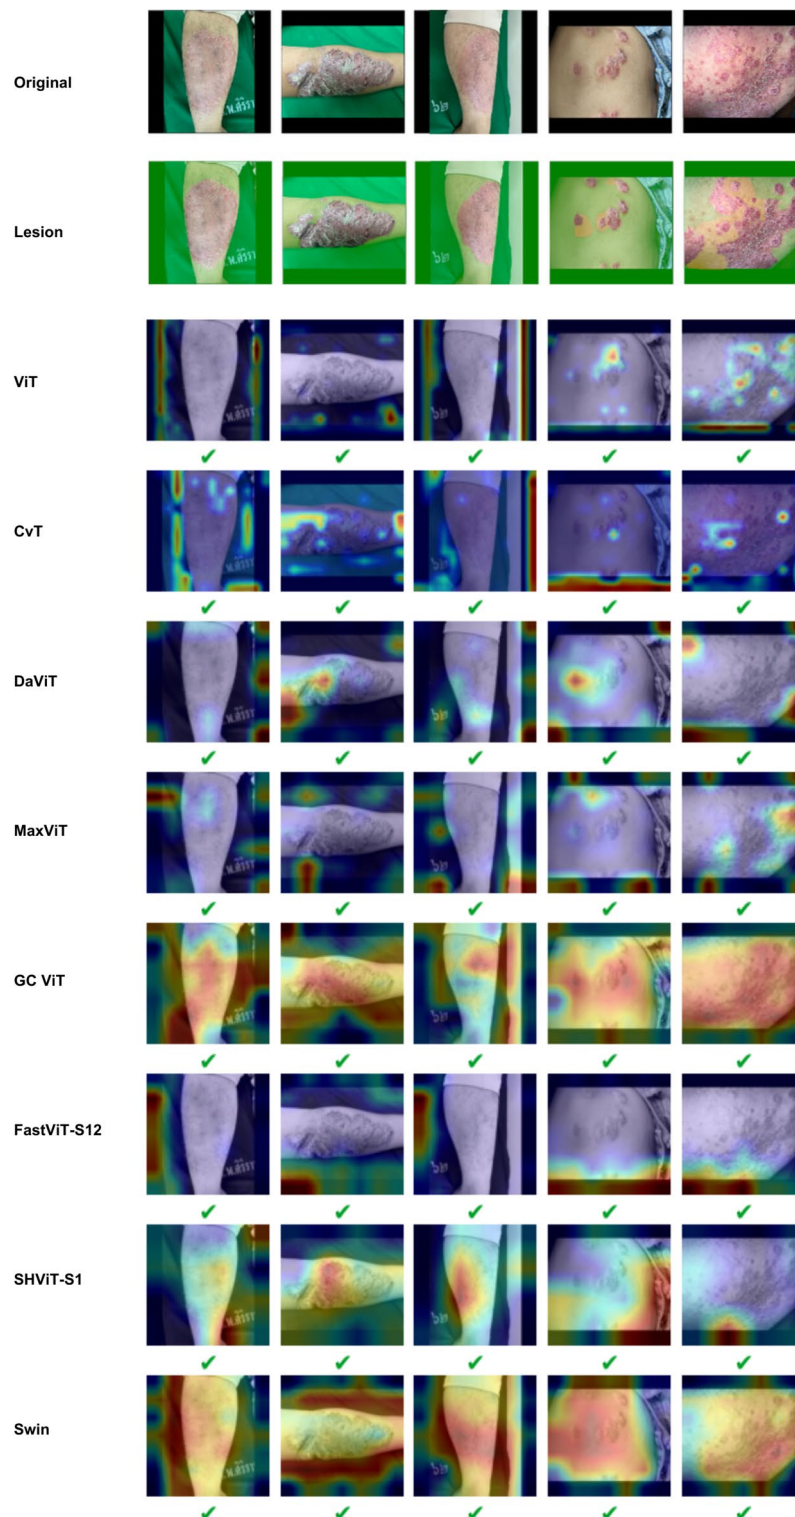 Original
Lesion
ViT
CvT
DaViT
MaxViT
GC ViT
FastViT-S12
SHViT-S1
Swin